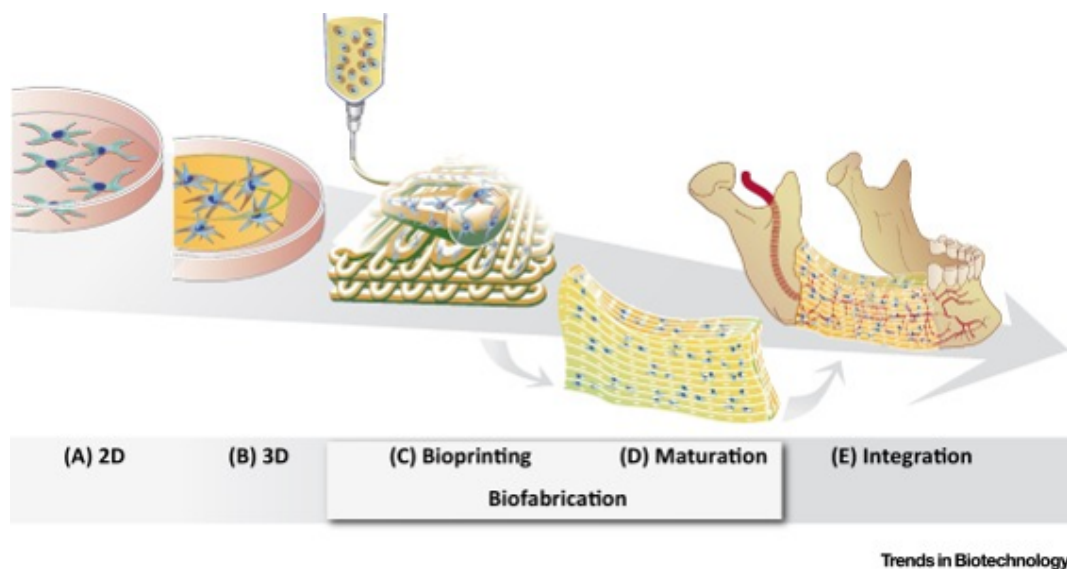 (A) 2D
(B) 3D
(C) Bioprinting
(D) Maturation
(E) Integration
Biofabrication
Trends in Biotechnology